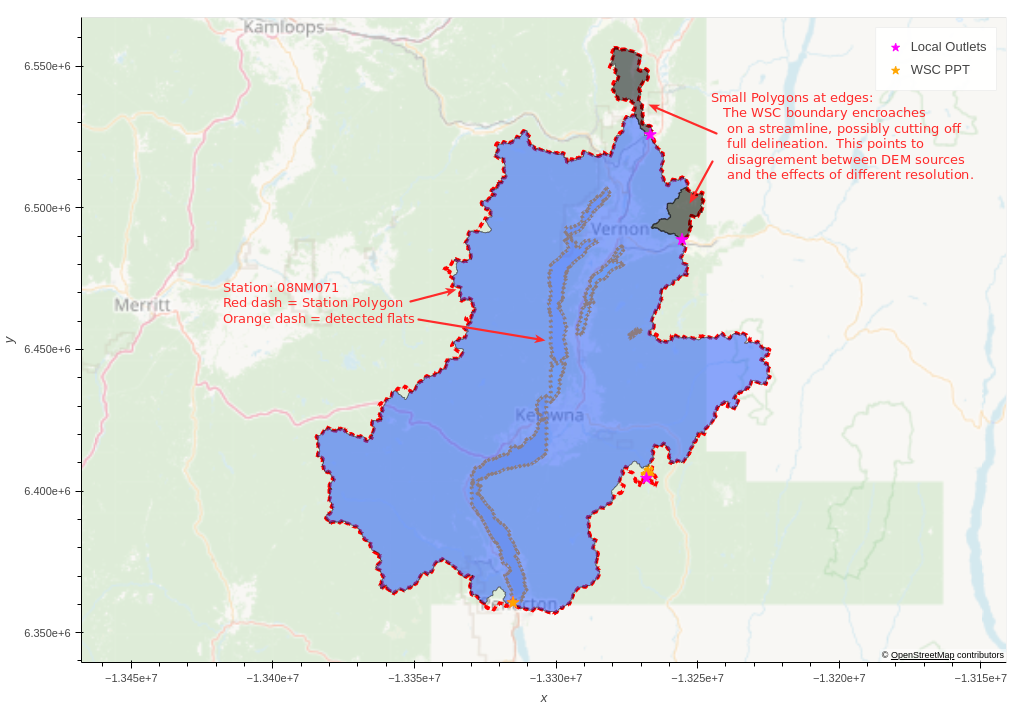 Kamloops
Local Outlets
WSC PPT
Small Polygons at edges:
The WSC boundary encroaches
on a streamline, possibly cutting off
full delineation.  This points to
disagreement between DEM sources
and the effects of different resolution.
Vernon
Merritt
Station: 08NM071
Red dash = Station Polygon
Orange dash = detected flats
Kelowna
6.550e+6
6.500e+6
6.450e+6
6.400e+6
6.350e+6
y
© OpenStreetMap contributors
−1.345e+7
−1.340e+7
−1.335e+7
−1.330e+7
−1.325e+7
−1.320e+7
−1.315e+7
x